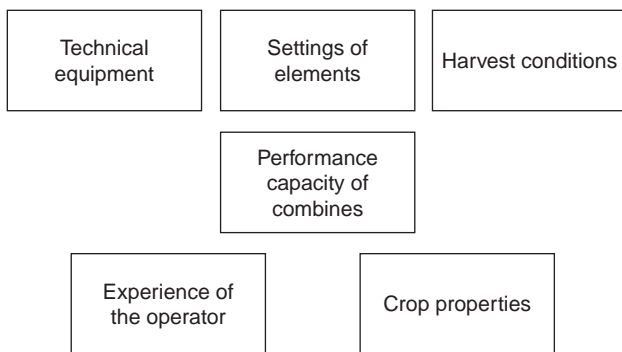 Technical
equipment
Settings of
elements
Harvest conditions
Performance
capacity of
combines
Experience of
the operator
Crop properties